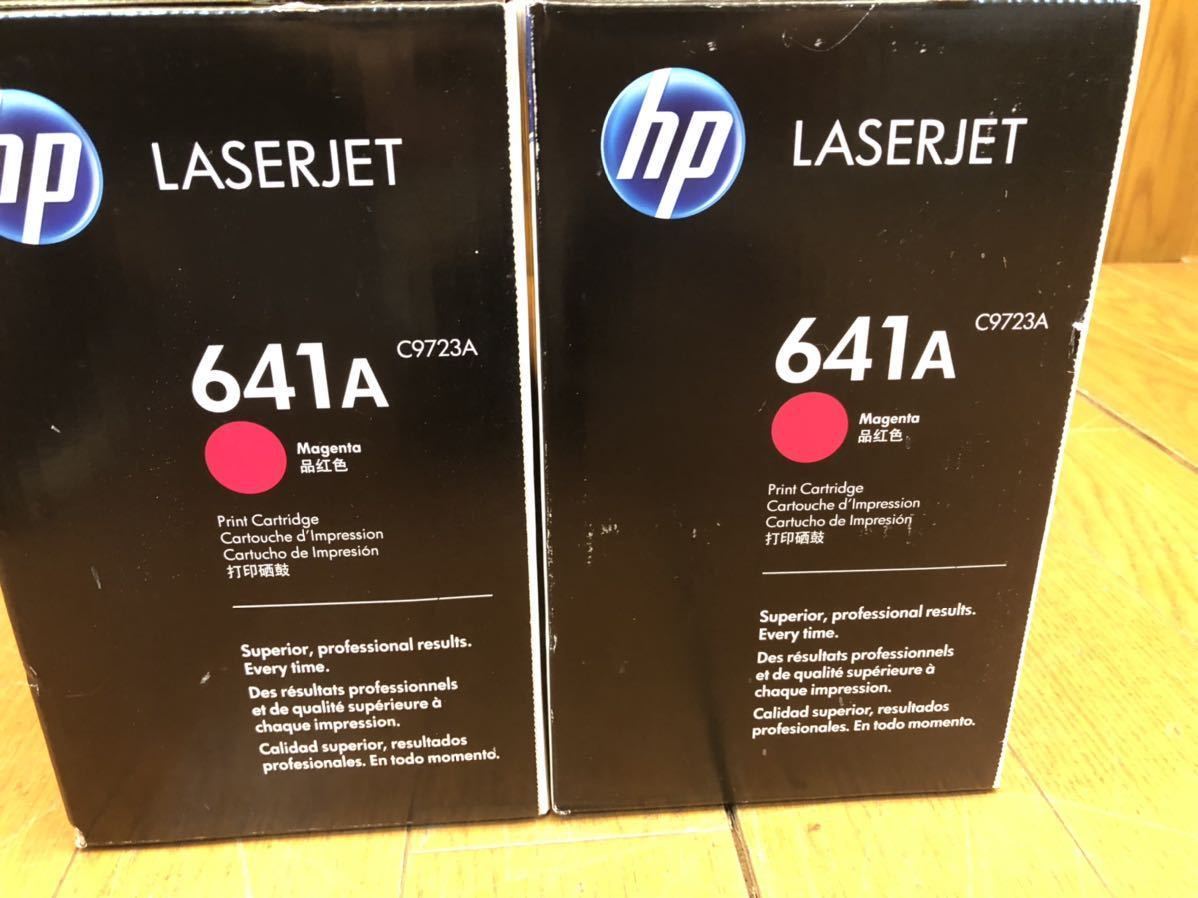 hp
LASERJET
641A
C9723A
Magenta
品红色
Print Cartridge
Cartouche d'Impression
Cartucho de Impresión
打印硒鼓
Superior, professional results.
Every time.
Des résultats professionnels
et de qualité supérieure à
chaque impression.
Calidad superior, resultados
profesionales. En todo momento.
hp
LASERJET
641A
C9723A
Magenta
品红色
Print Cartridge
Cartouche d'Impression
Cartucho de Impresión
打印硒鼓
Superior, professional results.
Every time.
Des résultats professionnels
et de qualité supérieure à
chaque impression.
Calidad superior, resultados
profesionales. En todo momento.